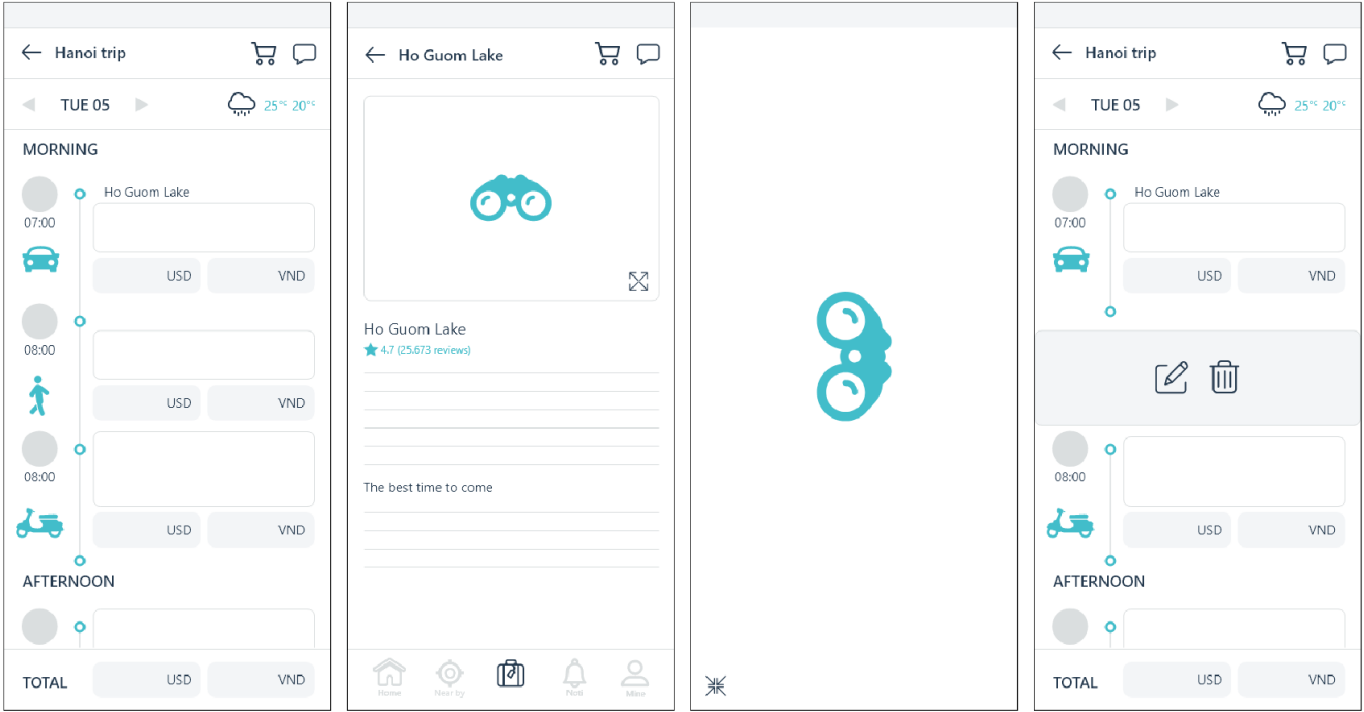 Hanoi trip
TUE 05
25°C 20°C
MORNING
Ho Guom Lake
07:00
USD
VND
08:00
USD
VND
08:00
USD
VND
AFTERNOON
TOTAL
USD
VND
Ho Guom Lake
Ho Guom Lake
4.7 (25.673 reviews)
The best time to come
Home
Near by
Noti
Mine
Hanoi trip
TUE 05
25°C 20°C
MORNING
Ho Guom Lake
07:00
USD
VND
08:00
USD
VND
AFTERNOON
TOTAL
USD
VND